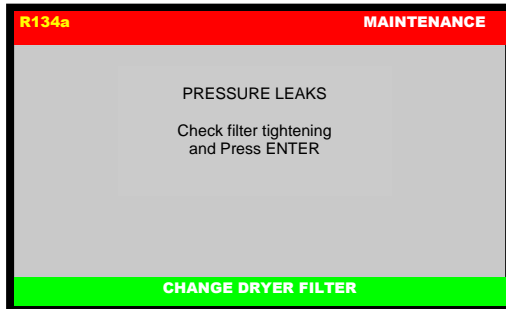 R134a MAINTENANCE
PRESSURE LEAKS
Check filter tightening
and Press ENTER
CHANGE DRYER FILTER